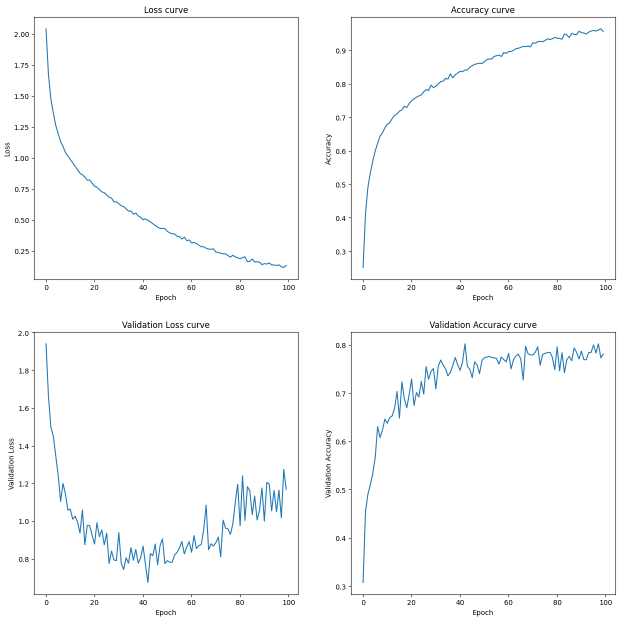 Loss curve
2.00
1.75
1.50
1.25
1.00
0.75
0.50
0.25
Loss
0 20 40 60 80 100
Epoch
Accuracy curve
0.9
0.8
0.7
0.6
0.5
0.4
0.3
Accuracy
0 20 40 60 80 100
Epoch
Validation Loss curve
2.0
1.8
1.6
1.4
1.2
1.0
0.8
Validation Loss
0 20 40 60 80 100
Epoch
Validation Accuracy curve
0.8
0.7
0.6
0.5
0.4
0.3
Validation Accuracy
0 20 40 60 80 100
Epoch